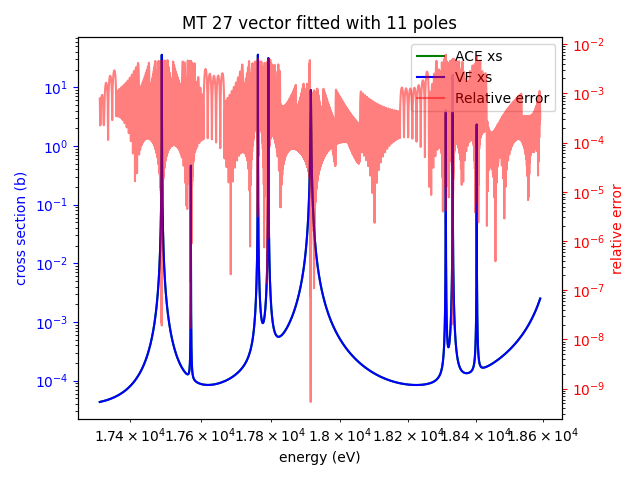 MT 27 vector fitted with 11 poles
ACE xs
VF xs
Relative error
10¹
10⁰
10⁻¹
10⁻²
10⁻³
10⁻⁴
cross section (b)
10⁻²
10⁻³
10⁻⁴
10⁻⁵
10⁻⁶
10⁻⁷
10⁻⁸
10⁻⁹
relative error
1.74 × 10⁴ 1.76 × 10⁴ 1.78 × 10⁴ 1.8 × 10⁴ 1.82 × 10⁴ 1.84 × 10⁴ 1.86 × 10⁴
energy (eV)